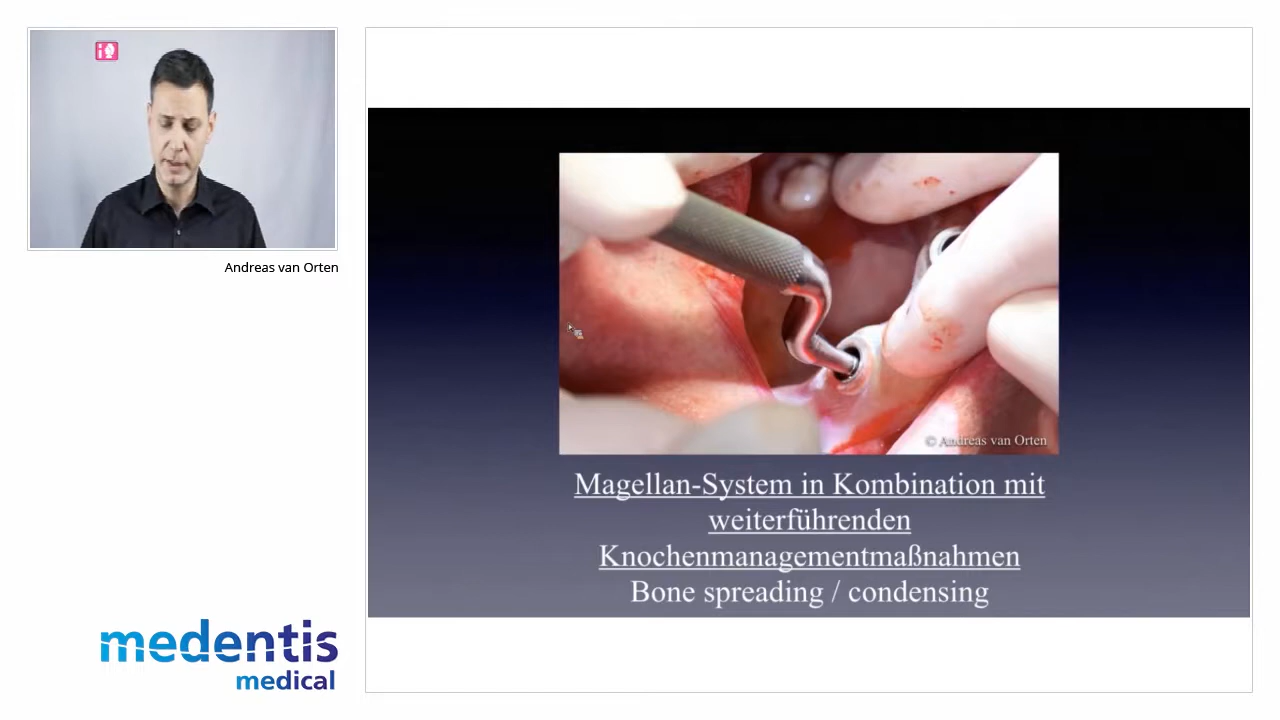 Andreas van Orten
© Andreas van Orten
Magellan-System in Kombination mit
weiterführenden
Knochenmanagementmaßnahmen
Bone spreading / condensing
medentis
medical